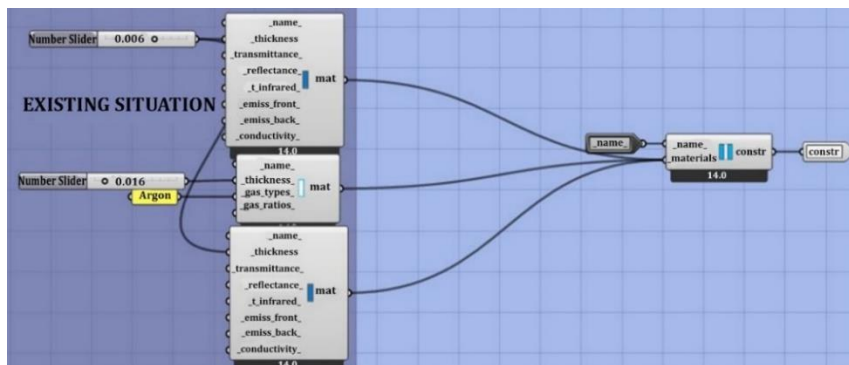 _name_
Number Slider 0.006
_thickness
_transmittance_
_reflectance_
_t_infrared_
_emiss_front_
_emiss_back_
_conductivity_
mat
14.0
EXISTING SITUATION
_name_
_thickness_
_gas_types_
_gas_ratios_
mat
Number Slider 0.016
Argon
_name_
_thickness
_transmittance_
_reflectance_
_t_infrared_
_emiss_front_
_emiss_back_
_conductivity_
mat
14.0
_name_
_name_
_materials
constr
14.0
constr